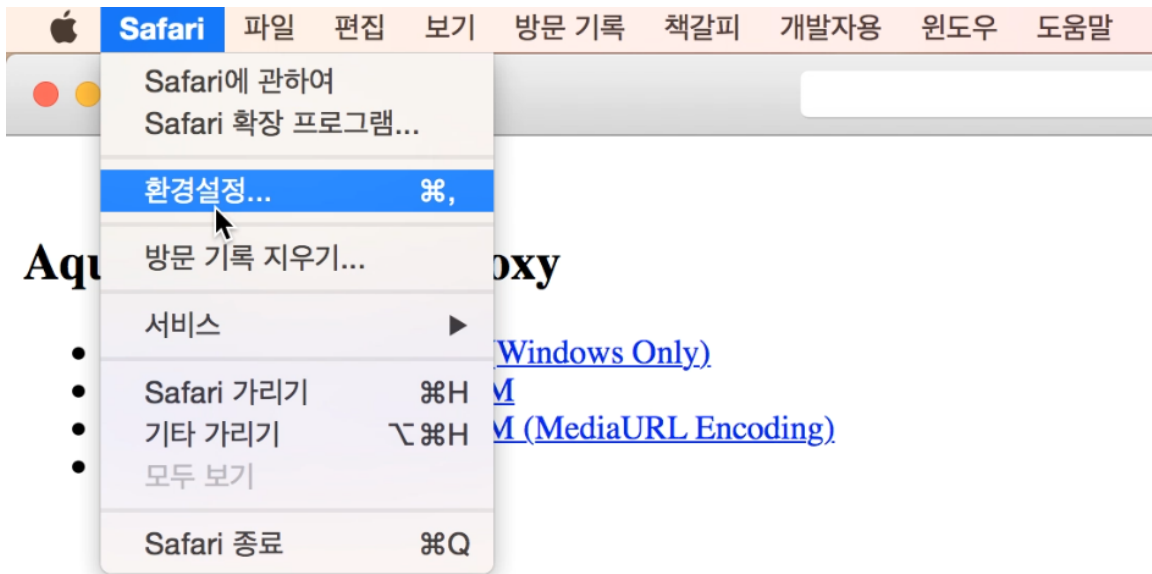 Safari 파일 편집 보기 방문 기록 책갈피 개발자용 윈도우 도움말
Safari에 관하여
Safari 확장 프로그램...
환경설정... ⌘,
방문 기록 지우기...
서비스 ▶
Safari 가리기 ⌘H
기타 가리기 ⌥⌘H
모두 보기
Safari 종료 ⌘Q
(Windows Only)
(MediaURL Encoding)